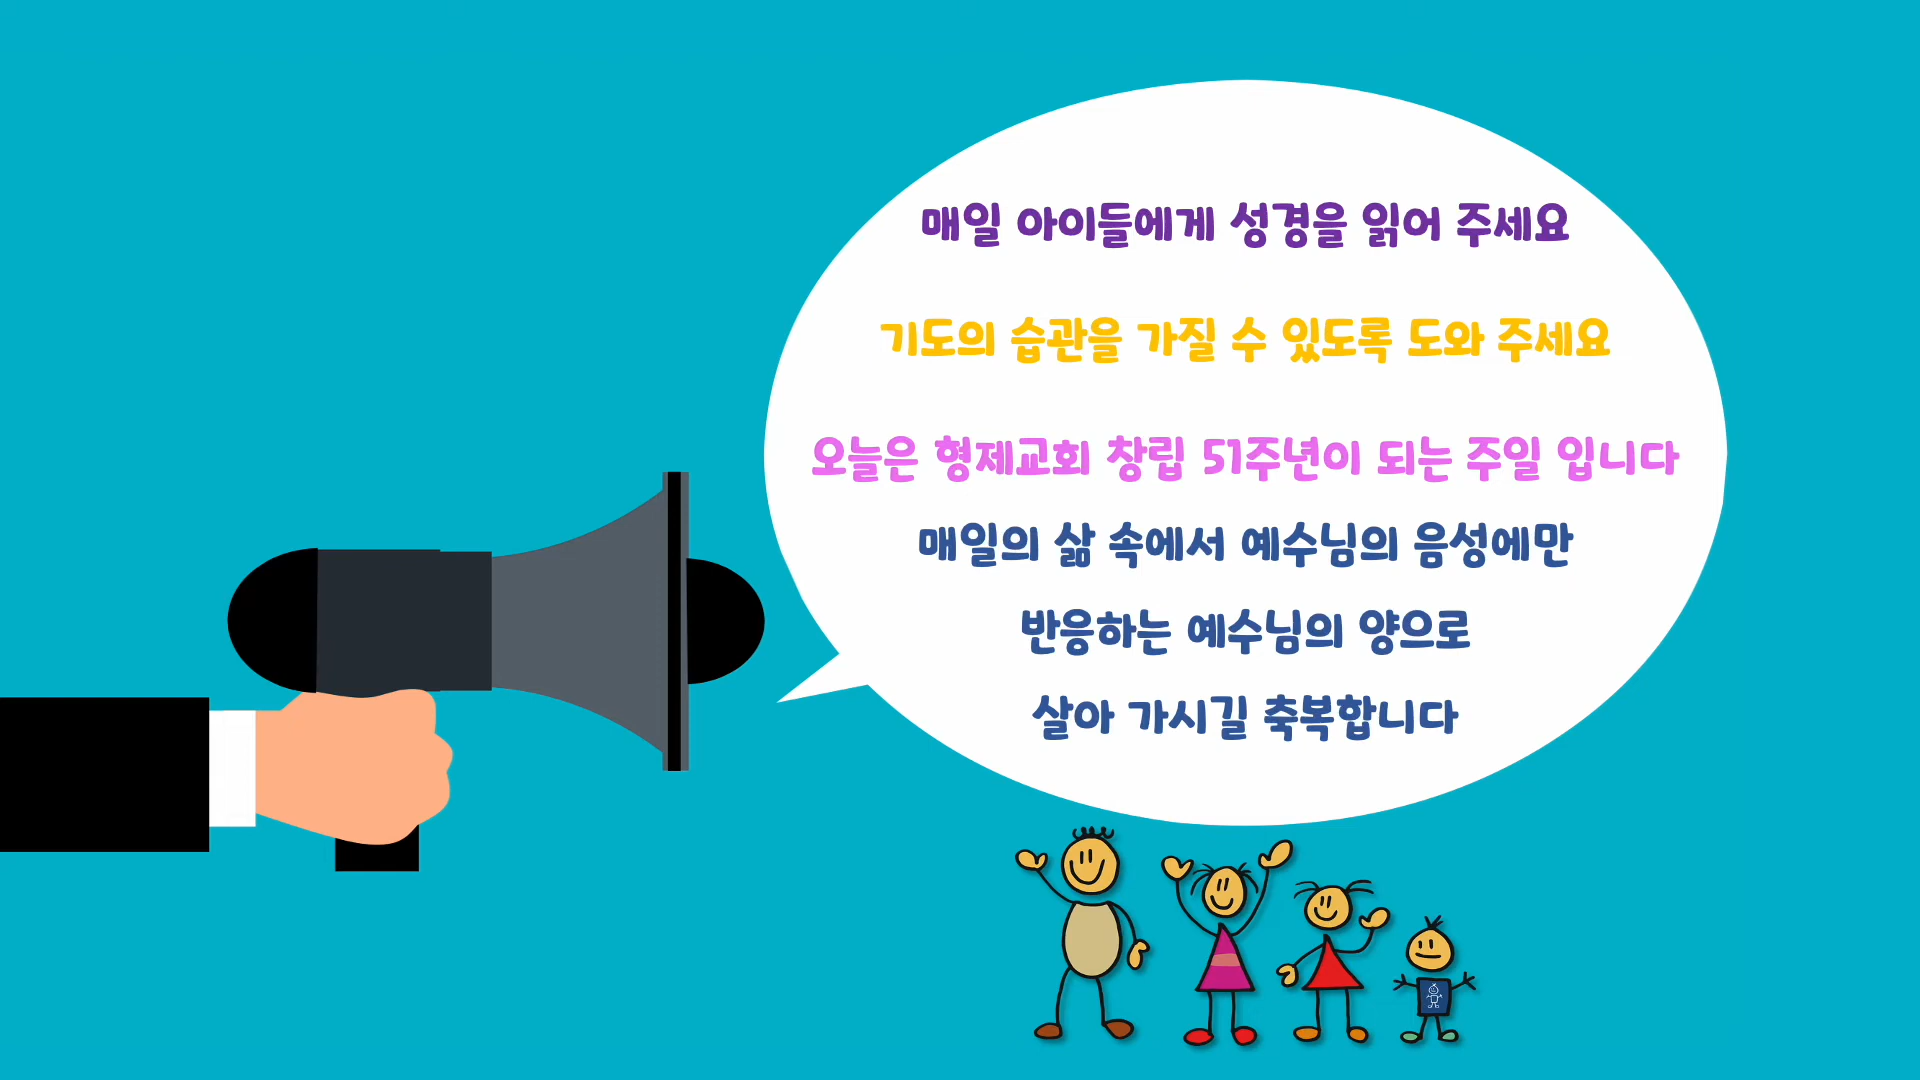 매일 아이들에게 성경을 읽어 주세요
기도의 습관을 가질 수 있도록 도와 주세요
오늘은 형제교회 창립 51주년이 되는 주일 입니다
매일의 삶 속에서 예수님의 음성에만
반응하는 예수님의 양으로
살아 가시길 축복합니다